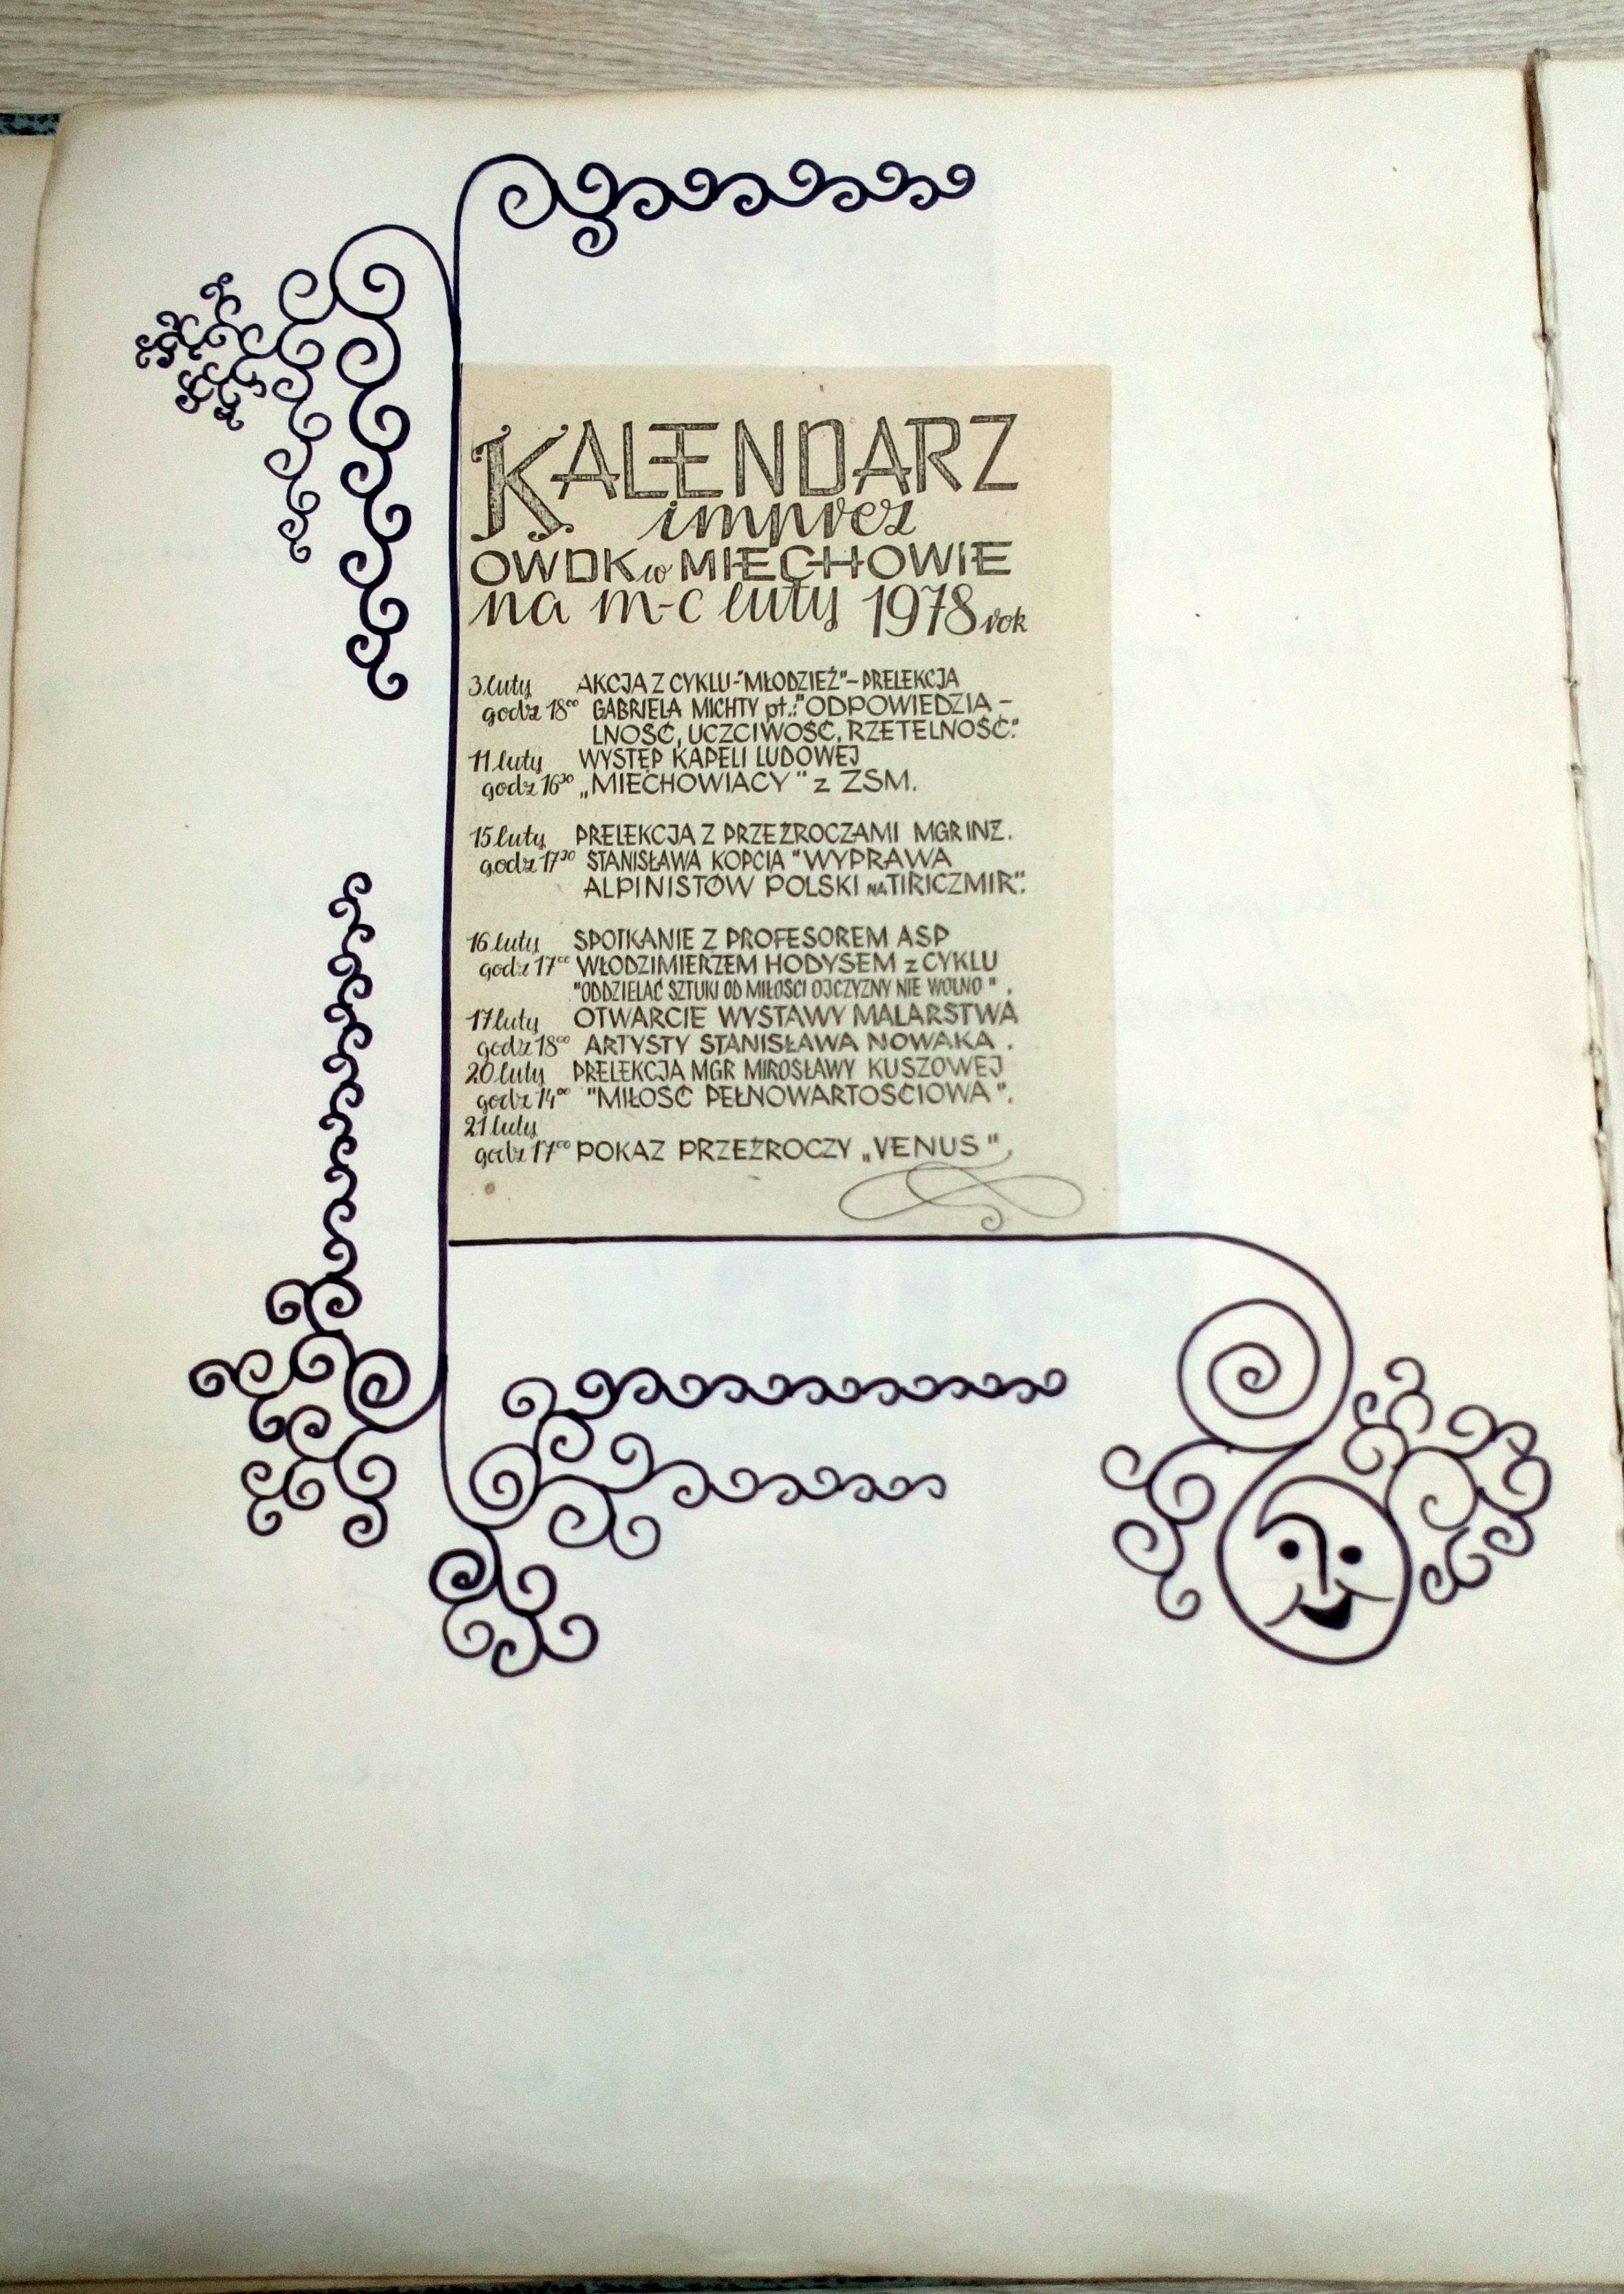 KALENDARZ
imprez
OWDK w MIECHOWIE
na m-c luty 1978 rok
3 luty AKCJA Z CYKLU-"MŁODZIEŻ"-PRELEKCJA
godz 18⁰⁰ GABRIELA MICHTY pt.:"ODPOWIEDZIA-
LNOŚĆ, UCZCIWOŚĆ, RZETELNOŚĆ."
11 luty WYSTĘP KAPELI LUDOWEJ
godz 16³⁰ „MIECHOWIACY" z ZSM.
15 luty PRELEKCJA Z PRZEŹROCZAMI MGR INŻ.
godz 17³⁰ STANISŁAWA KOPCIA "WYPRAWA
ALPINISTÓW POLSKI NA TIRICZMIR".
16 luty SPOTKANIE Z PROFESOREM ASP
godz 17⁰⁰ WŁODZIMIERZEM HODYSEM z CYKLU
"ODDZIELAĆ SZTUKI OD MIŁOŚCI OJCZYZNY NIE WOLNO".
17 luty OTWARCIE WYSTAWY MALARSTWA
godz 18⁰⁰ ARTYSTY STANISŁAWA NOWAKA.
20 luty PRELEKCJA MGR MIROSŁAWY KUSZOWEJ
godz 14⁰⁰ "MIŁOŚĆ PEŁNOWARTOŚCIOWA".
21 luty
godz 17⁰⁰ POKAZ PRZEŹROCZY „VENUS",